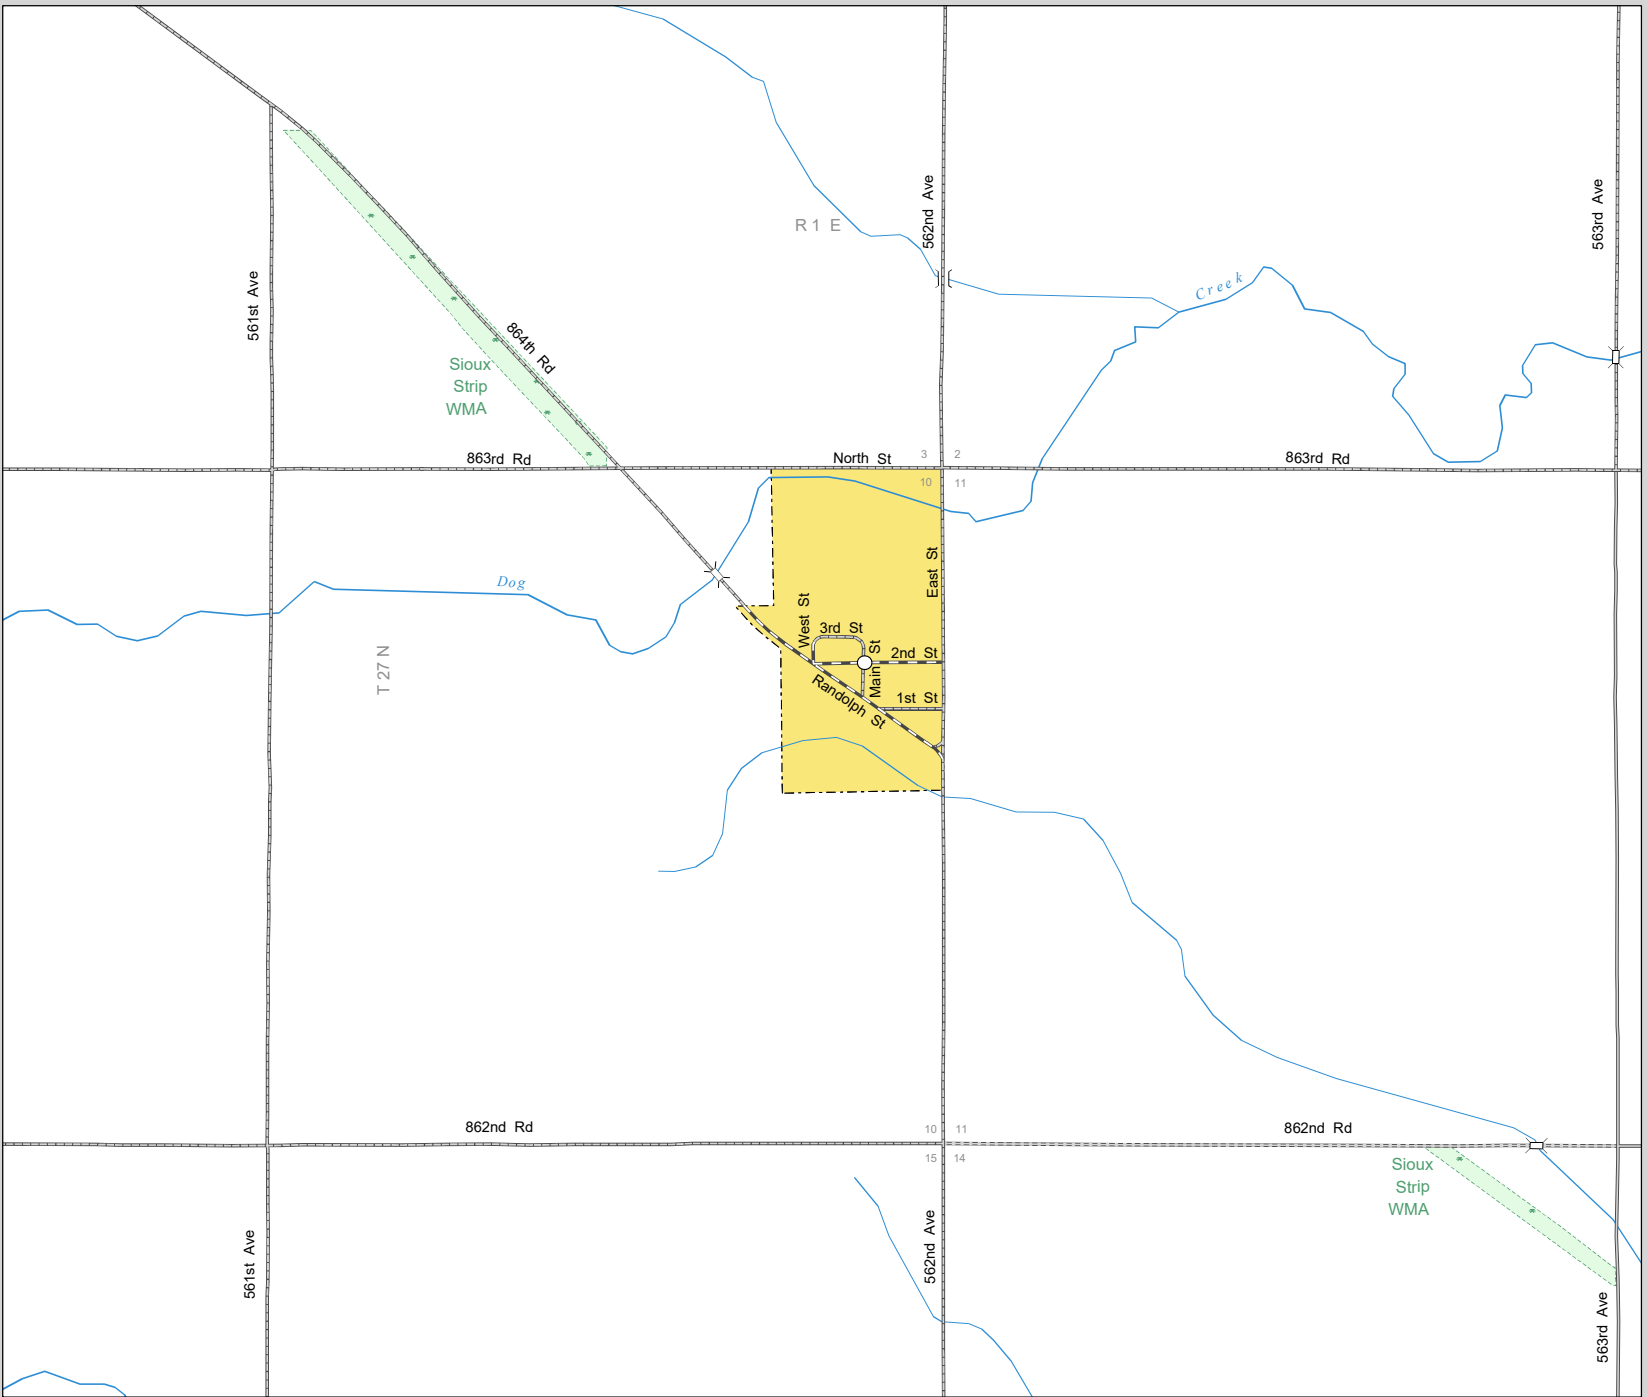 562nd Ave
563rd Ave
R 1 E
561st Ave
Creek
864th Rd
Sioux
Strip
WMA
863rd Rd
North St
3
2
863rd Rd
10
11
East St
Dog
West St
3rd St
Main St
2nd St
T 27 N
Randolph St
1st St
862nd Rd
10
11
862nd Rd
15
14
Sioux
Strip
WMA
561st Ave
562nd Ave
563rd Ave